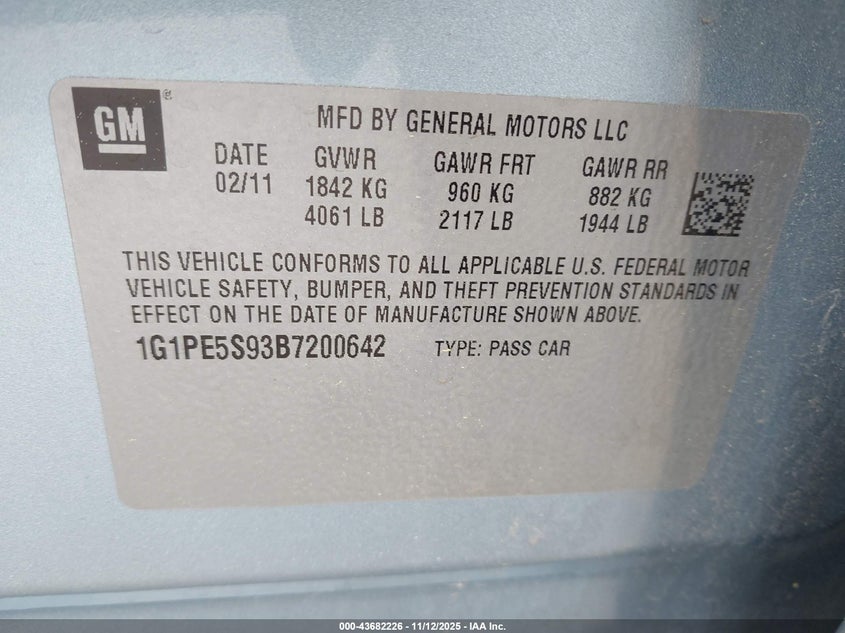 GM®
MFD BY GENERAL MOTORS LLC
DATE GVWR GAWR FRT GAWR RR
02/11 1842 KG 960 KG 882 KG
4061 LB 2117 LB 1944 LB
THIS VEHICLE CONFORMS TO ALL APPLICABLE U.S. FEDERAL MOTOR
VEHICLE SAFETY, BUMPER, AND THEFT PREVENTION STANDARDS IN
EFFECT ON THE DATE OF MANUFACTURE SHOWN ABOVE.
1G1PE5S93B7200642 TYPE: PASS CAR
000-43682226 - 11/12/2025 - IAA Inc.